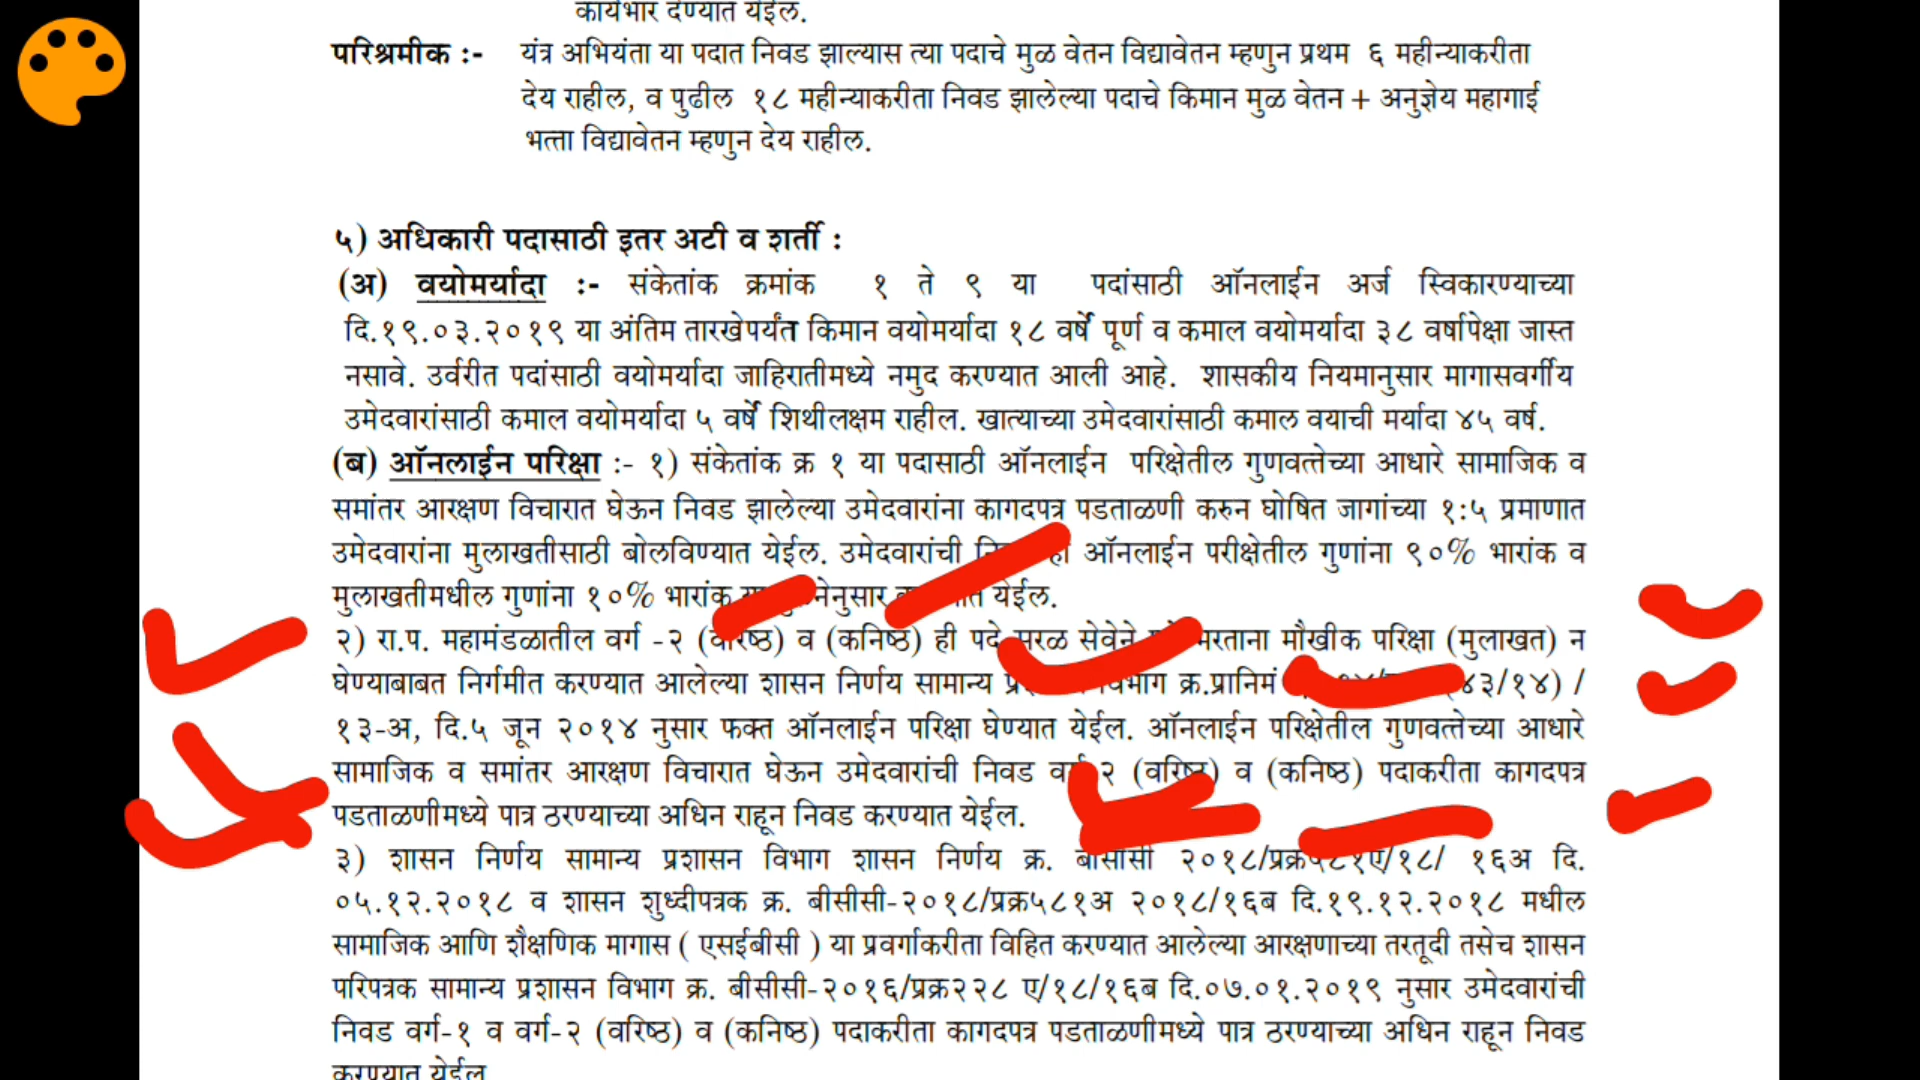 कार्यभार देण्यात येईल.
परिश्रमीक :- यंत्र अभियंता या पदात निवड झाल्यास त्या पदाचे मुळ वेतन विद्यावेतन म्हणुन प्रथम ६ महीन्याकरीता
देय राहील, व पुढील १८ महीन्याकरीता निवड झालेल्या पदाचे किमान मुळ वेतन + अनुज्ञेय महागाई
भत्ता विद्यावेतन म्हणुन देय राहील.
५) अधिकारी पदासाठी इतर अटी व शर्ती :
(अ) वयोमर्यादा :- संकेतांक क्रमांक १ ते ९ या पदांसाठी ऑनलाईन अर्ज स्विकारण्याच्या
दि.१९.०३.२०१९ या अंतिम तारखेपर्यंत किमान वयोमर्यादा १८ वर्षे पूर्ण व कमाल वयोमर्यादा ३८ वर्षापेक्षा जास्त
नसावे. उर्वरीत पदांसाठी वयोमर्यादा जाहिरातीमध्ये नमुद करण्यात आली आहे. शासकीय नियमानुसार मागासवर्गीय
उमेदवारांसाठी कमाल वयोमर्यादा ५ वर्षे शिथीलक्षम राहील. खात्याच्या उमेदवारांसाठी कमाल वयाची मर्यादा ४५ वर्ष.
(ब) ऑनलाईन परिक्षा :- १) संकेतांक क्र १ या पदासाठी ऑनलाईन परिक्षेतील गुणवत्तेच्या आधारे सामाजिक व
समांतर आरक्षण विचारात घेऊन निवड झालेल्या उमेदवारांना कागदपत्र पडताळणी करुन घोषित जागांच्या १:५ प्रमाणात
उमेदवारांना मुलाखतीसाठी बोलविण्यात येईल. उमेदवारांची ऑनलाईन परीक्षेतील गुणांना ९०% भारांक व
मुलाखतीमधील गुणांना १०% भारांक येईल.
२) रा.प. महामंडळातील वर्ग -२ (वरिष्ठ) व (कनिष्ठ) ही पदे सरळ सेवेने भरताना मौखीक परिक्षा (मुलाखत) न
घेण्याबाबत निर्गमीत करण्यात आलेल्या शासन निर्णय सामान्य विभाग क्र.प्रानिमं ४३/१४) /
१३-अ, दि.५ जून २०१४ नुसार फक्त ऑनलाईन परिक्षा घेण्यात येईल. ऑनलाईन परिक्षेतील गुणवत्तेच्या आधारे
सामाजिक व समांतर आरक्षण विचारात घेऊन उमेदवारांची निवड वर्ग-२ (वरिष्ठ) व (कनिष्ठ) पदाकरीता कागदपत्र
पडताळणीमध्ये पात्र ठरण्याच्या अधिन राहून निवड करण्यात येईल.
३) शासन निर्णय सामान्य प्रशासन विभाग शासन निर्णय क्र. बीसीसी २०१८/प्रक्र५८१ए/१८/ १६अ दि.
०५.१२.२०१८ व शासन शुध्दीपत्रक क्र. बीसीसी-२०१८/प्रक्र५८१अ २०१८/१६ब दि.१९.१२.२०१८ मधील
सामाजिक आणि शैक्षणिक मागास ( एसईबीसी ) या प्रवर्गाकरीता विहित करण्यात आलेल्या आरक्षणाच्या तरतूदी तसेच शासन
परिपत्रक सामान्य प्रशासन विभाग क्र. बीसीसी-२०१६/प्रक्र२२८ ए/१८/१६ब दि.०७.०१.२०१९ नुसार उमेदवारांची
निवड वर्ग-१ व वर्ग-२ (वरिष्ठ) व (कनिष्ठ) पदाकरीता कागदपत्र पडताळणीमध्ये पात्र ठरण्याच्या अधिन राहून निवड
करण्यात येईल